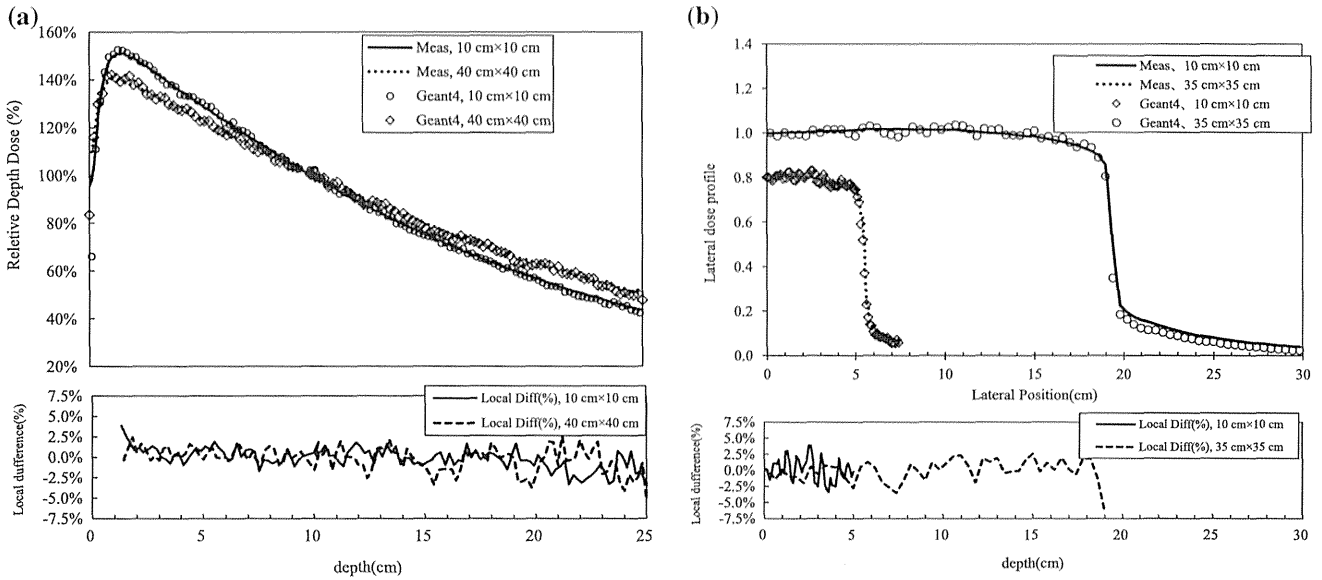 (a)
160%
140%
120%
100%
80%
60%
40%
20%
Reletive Depth Dose (%)
Meas, 10 cm×10 cm
Meas, 40 cm×40 cm
Geant4, 10 cm×10 cm
Geant4, 40 cm×40 cm
7.5%
5.0%
2.5%
0.0%
-2.5%
-5.0%
-7.5%
Local dufference(%)
Local Diff(%), 10 cm×10 cm
Local Diff(%), 40 cm×40 cm
0 5 10 15 20 25
depth(cm)
(b)
1.4
1.2
1.0
0.8
0.6
0.4
0.2
0.0
Lateral dose profile
Meas、10 cm×10 cm
Meas、35 cm×35 cm
Geant4、10 cm×10 cm
Geant4、35 cm×35 cm
0 5 10 15 20 25 30
Lateral Position(cm)
7.5%
5.0%
2.5%
0.0%
-2.5%
-5.0%
-7.5%
Local dufference(%)
Local Diff(%), 10 cm×10 cm
Local Diff(%), 35 cm×35 cm
0 5 10 15 20 25 30
depth(cm)